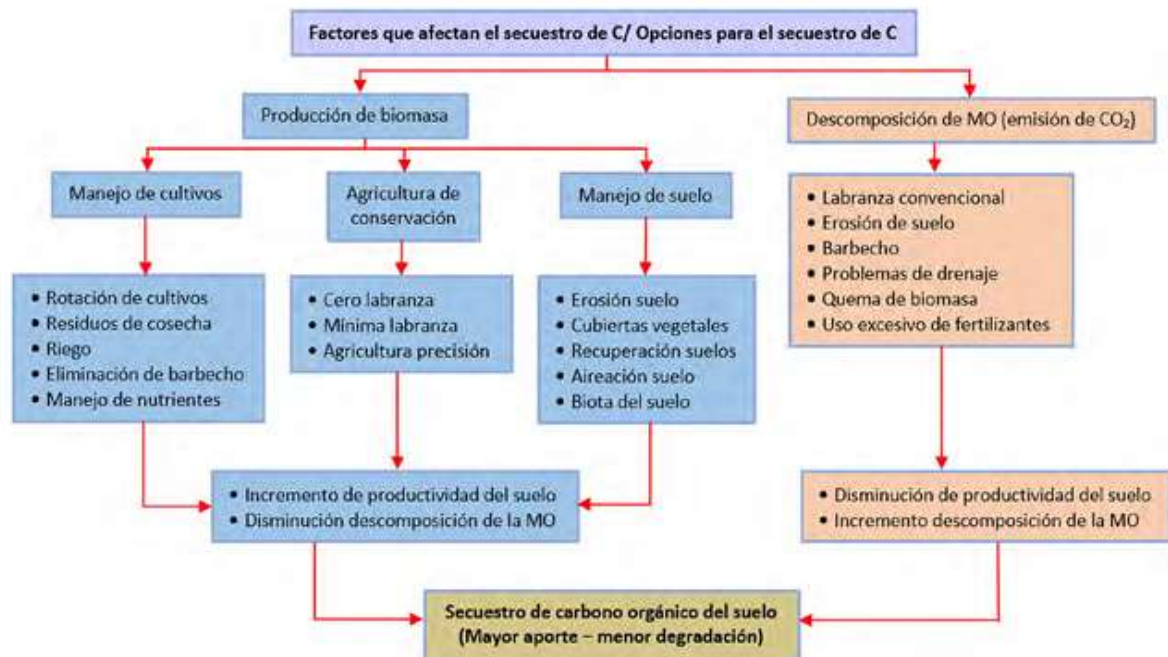 Factores que afectan el secuestro de C/ Opciones para el secuestro de C
Producción de biomasa
Descomposición de MO (emisión de CO₂)
Manejo de cultivos
Agricultura de
conservación
Manejo de suelo
• Labranza convencional
• Erosión de suelo
• Barbecho
• Problemas de drenaje
• Quema de biomasa
• Uso excesivo de fertilizantes
• Rotación de cultivos
• Residuos de cosecha
• Riego
• Eliminación de barbecho
• Manejo de nutrientes
• Cero labranza
• Mínima labranza
• Agricultura precisión
• Erosión suelo
• Cubiertas vegetales
• Recuperación suelos
• Aireación suelo
• Biota del suelo
• Incremento de productividad del suelo
• Disminución descomposición de la MO
• Disminución de productividad del suelo
• Incremento descomposición de la MO
Secuestro de carbono orgánico del suelo
(Mayor aporte – menor degradación)